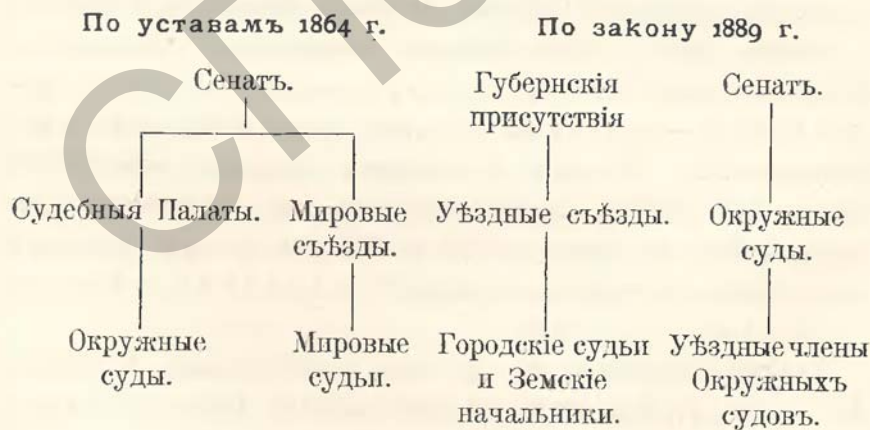 По уставамъ 1864 г.
По закону 1889 г.
Сенатъ.
Губернскія
присутствія
Сенатъ.
Судебныя Палаты.
Мировые
съѣзды.
Уѣздные съѣзды.
Окружные
суды.
Окружные
суды.
Мировые
судьи.
Городскіе судьи
и Земскіе
начальники.
Уѣздные члены
Окружныхъ
судовъ.